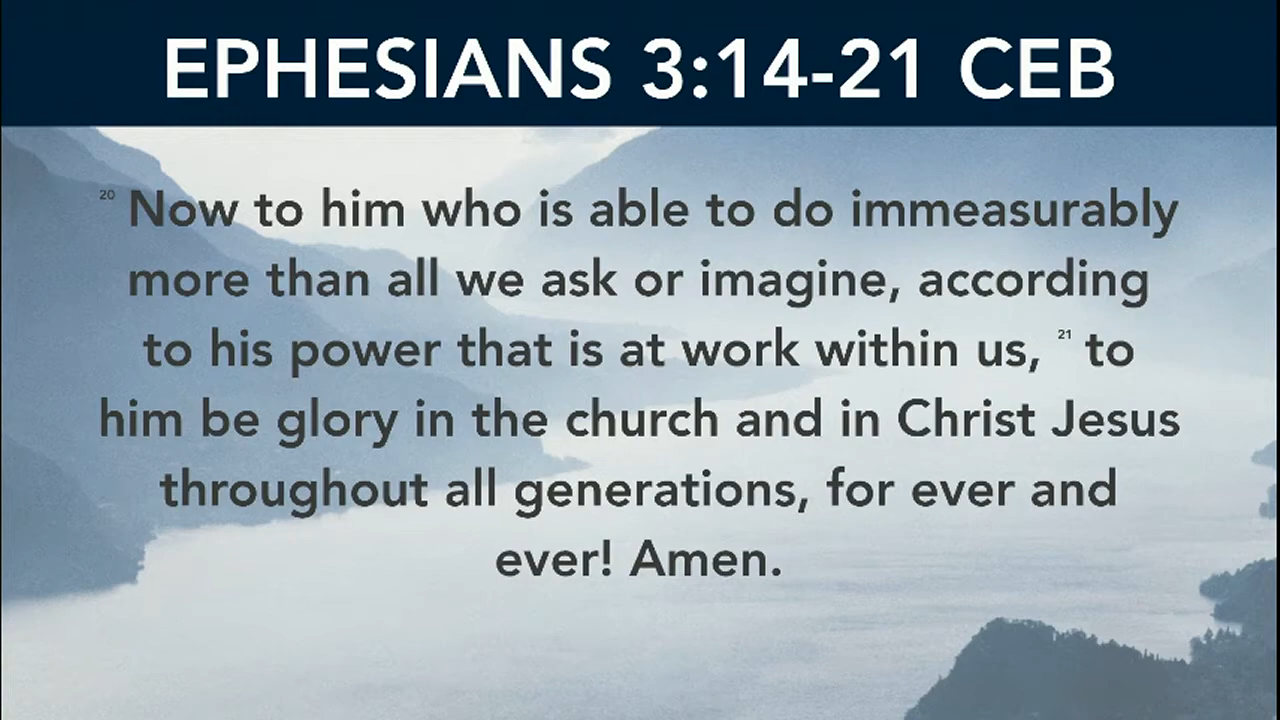 EPHESIANS 3:14-21 CEB
20 Now to him who is able to do immeasurably
more than all we ask or imagine, according
to his power that is at work within us, 21 to
him be glory in the church and in Christ Jesus
throughout all generations, for ever and
ever! Amen.